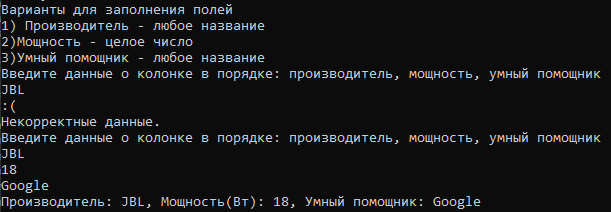 Варианты для заполнения полей
1) Производитель - любое название
2)Мощность - целое число
3)Умный помощник - любое название
Введите данные о колонке в порядке: производитель, мощность, умный помощник
JBL
:(
Некорректные данные.
Введите данные о колонке в порядке: производитель, мощность, умный помощник
JBL
18
Google
Производитель: JBL, Мощность(Вт): 18, Умный помощник: Google